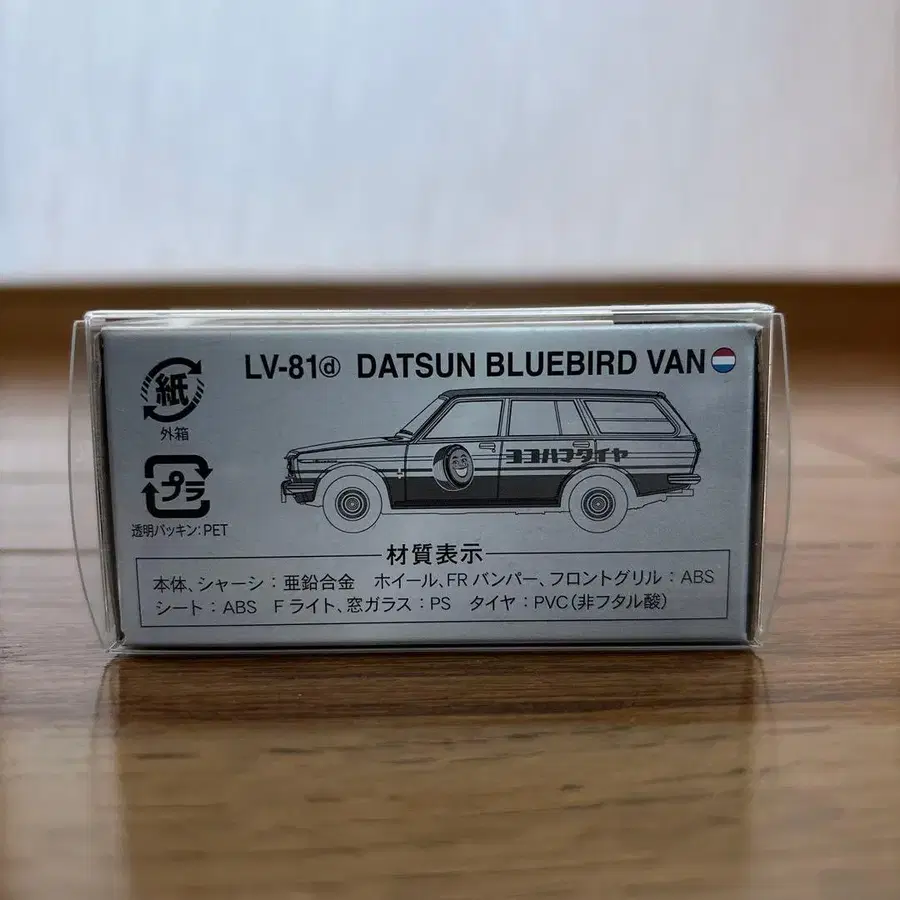 LV-81ⓓ DATSUN BLUEBIRD VAN
紙
外箱
プラ
透明パッキン:PET
ヨコハマタイヤ
材質表示
本体、シャーシ:亜鉛合金 ホイール、FRバンパー、フロントグリル:ABS
シート:ABS Fライト、窓ガラス:PS タイヤ:PVC(非フタル酸)